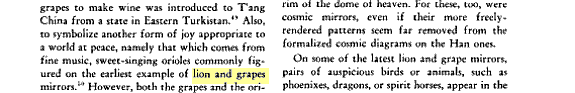 grapes to make wine was introduced to T'ang
China from a state in Eastern Turkistan.⁴⁹ Also,
to symbolize another form of joy appropriate to
a world at peace, namely that which comes from
fine music, sweet-singing orioles commonly fig-
ured on the earliest example of lion and grapes
mirrors.⁵⁰ However, both the grapes and the ori-
rim of the dome of heaven. For these, too, were
cosmic mirrors, even if their more freely-
rendered patterns seem far removed from the
formalized cosmic diagrams on the Han ones.
On some of the latest lion and grape mirrors,
pairs of auspicious birds or animals, such as
phoenixes, dragons, or spirit horses, appear in the